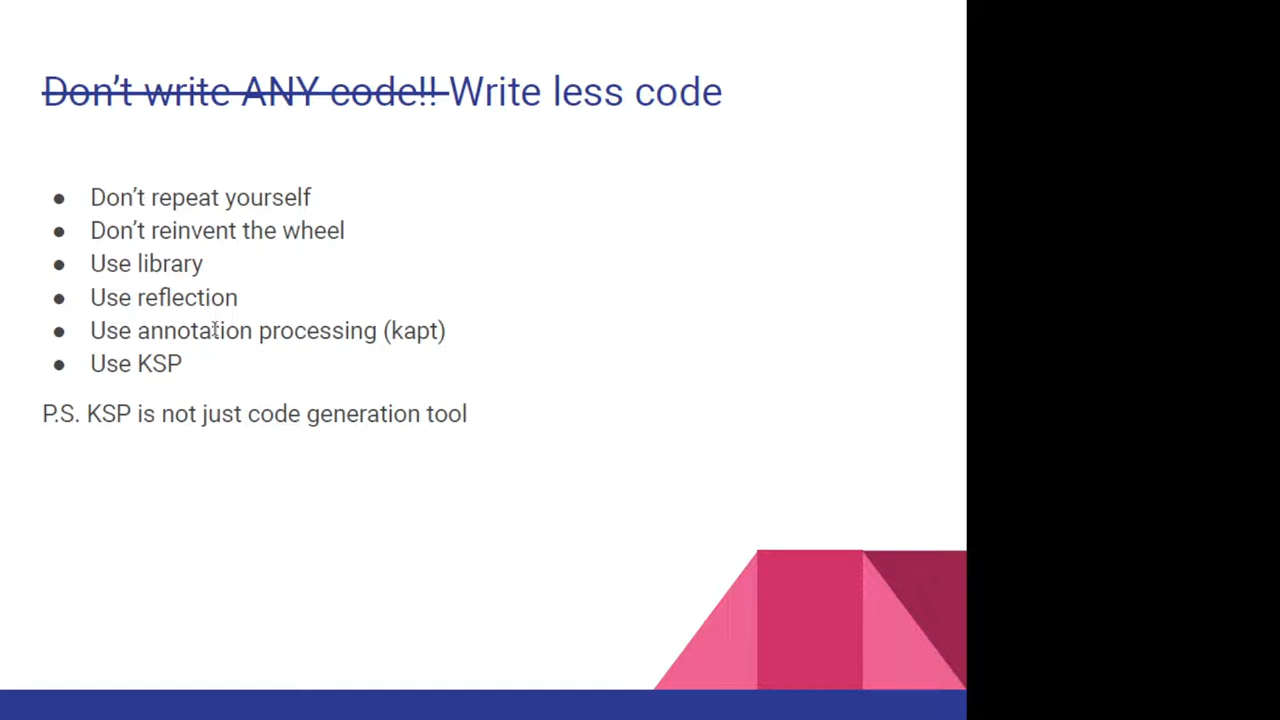 Don't write ANY code!! Write less code
● Don't repeat yourself
● Don't reinvent the wheel
● Use library
● Use reflection
● Use annotation processing (kapt)
● Use KSP
P.S. KSP is not just code generation tool